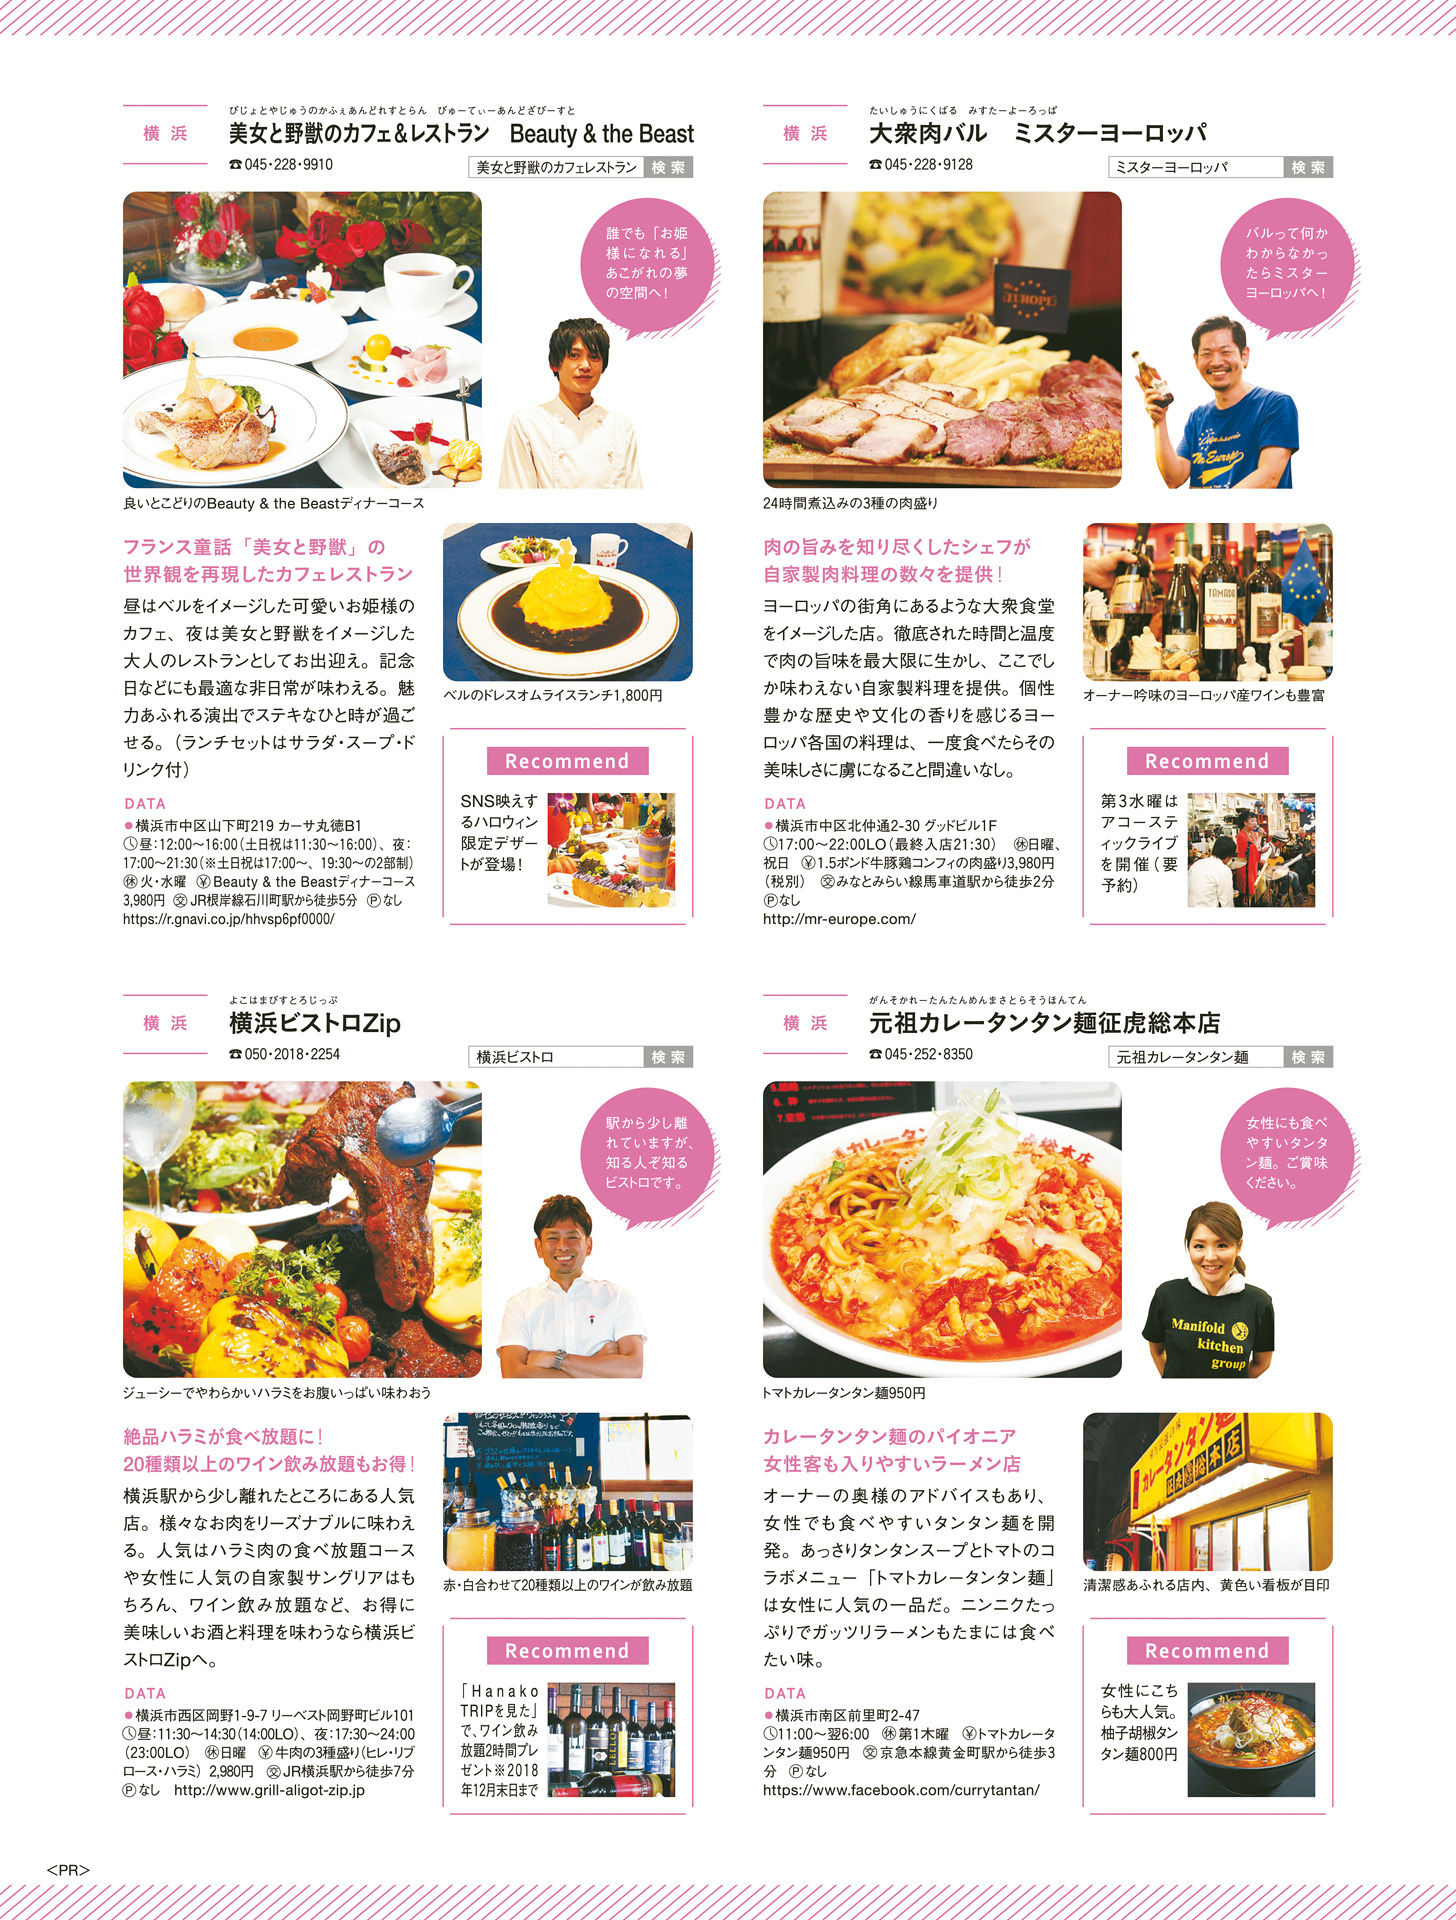 横浜
びじょとやじゅうのかふぇあんどれすとらん　びゅーてぃーあんどざびーすと
美女と野獣のカフェ&レストラン　Beauty & the Beast
☎045・228・9910
美女と野獣のカフェレストラン 検索
誰でも「お姫
様になれる」
あこがれの夢
の空間へ！
良いとこどりのBeauty & the Beastディナーコース
フランス童話「美女と野獣」の
世界観を再現したカフェレストラン
昼はベルをイメージした可愛いお姫様の
カフェ、夜は美女と野獣をイメージした
大人のレストランとしてお出迎え。記念
日などにも最適な非日常が味わえる。魅
力あふれる演出でステキなひと時が過ご
せる。（ランチセットはサラダ・スープ・ド
リンク付）
ベルのドレスオムライスランチ1,800円
DATA
●横浜市中区山下町219 カーサ丸徳B1
昼：12:00〜16:00（土日祝は11:30〜16:00）、夜：
17:00〜21:30（※土日祝は17:00〜、19:30〜の2部制）
㊡火・水曜　Ⓨ Beauty & the Beastディナーコース
3,980円　㊋JR根岸線石川町駅から徒歩5分　Ⓟなし
https://r.gnavi.co.jp/hhvsp6pf0000/
Recommend
SNS映えす
るハロウィン
限定デザー
トが登場！
横浜
たいしゅうにくばる　みすたーよーろっぱ
大衆肉バル　ミスターヨーロッパ
☎045・228・9128
ミスターヨーロッパ 検索
バルって何か
わからなかっ
たらミスター
ヨーロッパへ！
Mr. EUROPE
Classic
Mr Europe
24時間煮込みの3種の肉盛り
肉の旨みを知り尽くしたシェフが
自家製肉料理の数々を提供！
ヨーロッパの街角にあるような大衆食堂
をイメージした店。徹底された時間と温度
で肉の旨味を最大限に生かし、ここでし
か味わえない自家製料理を提供。個性
豊かな歴史や文化の香りを感じるヨー
ロッパ各国の料理は、一度食べたらその
美味しさに虜になること間違いなし。
TAMADA
オーナー吟味のヨーロッパ産ワインも豊富
DATA
●横浜市中区北仲通2-30 グッドビル1F
17:00〜22:00LO（最終入店21:30）　㊡日曜、
祝日　Ⓨ1.5ポンド牛豚鶏コンフィの肉盛り3,980円
（税別）　交みなとみらい線馬車道駅から徒歩2分
Ⓟなし
http://mr-europe.com/
Recommend
第3水曜は
アコーステ
ィックライブ
を開催（要
予約）
横浜
よこはまびすとろじっぷ
横浜ビストロZip
☎050・2018・2254
横浜ビストロ 検索
駅から少し離
れていますが、
知る人ぞ知る
ビストロです。
ジューシーでやわらかいハラミをお腹いっぱい味わおう
絶品ハラミが食べ放題に！
20種類以上のワイン飲み放題もお得！
横浜駅から少し離れたところにある人気
店。様々なお肉をリーズナブルに味わえ
る。人気はハラミ肉の食べ放題コース
や女性に人気の自家製サングリアはも
ちろん、ワイン飲み放題など、お得に
美味しいお酒と料理を味わうなら横浜ビ
ストロZipへ。
赤・白合わせて20種類以上のワインが飲み放題
DATA
●横浜市西区岡野1-9-7 リーベスト岡野町ビル101
昼：11:30〜14:30（14:00LO）、夜：17:30〜24:00
（23:00LO）　㊡日曜　Ⓨ牛肉の3種盛り（ヒレ・リブ
ロース・ハラミ）2,980円　交JR横浜駅から徒歩7分
Ⓟなし　http://www.grill-aligot-zip.jp
Recommend
「Hanako
TRIPを見た」
で、ワイン飲み
放題2時間プレ
ゼント※2018
年12月末日まで
LELLO
横浜
がんそかれーたんたんめんまさとらそうほんてん
元祖カレータンタン麺征虎総本店
☎045・252・8350
元祖カレータンタン麺 検索
女性にも食べ
やすいタンタ
ン麺。ご賞味
ください。
Manifold
kitchen
group
トマトカレータンタン麺950円
カレータンタン麺のパイオニア
女性客も入りやすいラーメン店
オーナーの奥様のアドバイスもあり、
女性でも食べやすいタンタン麺を開
発。あっさりタンタンスープとトマトのコ
ラボメニュー「トマトカレータンタン麺」
は女性に人気の一品だ。ニンニクたっ
ぷりでガッツリラーメンもたまには食べ
たい味。
カレータンタン麺
征虎総本店
清潔感あふれる店内、黄色い看板が目印
DATA
●横浜市南区前里町2-47
11:00〜翌6:00　㊡第1木曜　Ⓨトマトカレータ
ンタン麺950円　交京急本線黄金町駅から徒歩3
分　Ⓟなし
https://www.facebook.com/currytantan/
Recommend
女性にこち
らも大人気。
柚子胡椒タン
タン麺800円
＜PR＞